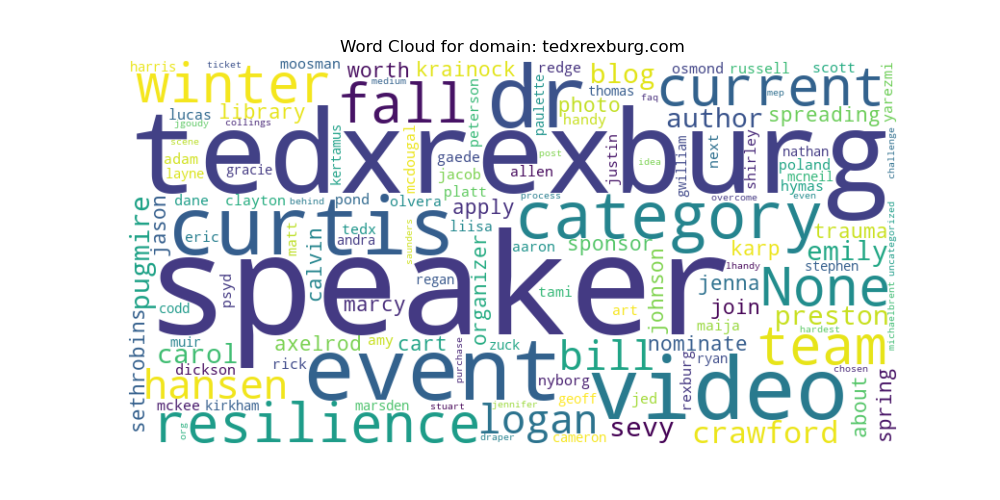 Word Cloud for domain: tedxrexburg.com
harris
ticket
moosman
worth
medium
krainock
redge
blog
osmond
russell
scott
winter
fall
dr
current
yarezmi
lucas
library
jgoudy
collings
peterson
paulette
thomas
photo
handy
faq
author
mep
spreading
tedxrexburg
scene
adam
layne
gracie
kertamus
mcdougal
gaede
jacob
platt
post
allen
idea
justin
gwilliam
next
shirley
nathan
poland
mcneil
hymas
challenge
dane
clayton
behind
pond
olvera
apply
process
overcome
even
curtis
category
pugmire
jason
eric
matt
calvin
tedx
andra
saunders
liisa
organizer
aaron
sponsor
johnson
karp
trauma
emily
stephen
uncategorized
michaelbrent
speaker
psyd
regan
marcy
tami
art
jenna
lhandy
join
None
preston
maija
hardest
codd
sethrobins
muir
carol
dickson
axelrod
rick
amy
cart
purchase
zuck
bill
nominate
ryan
rexburg
team
chosen
hansen
event
nyborg
geoff
jed
video
about
spring
mckee
kirkham
marsden
stuart
jennifer
org
resilience
logan
draper
cameron
sevy
crawford